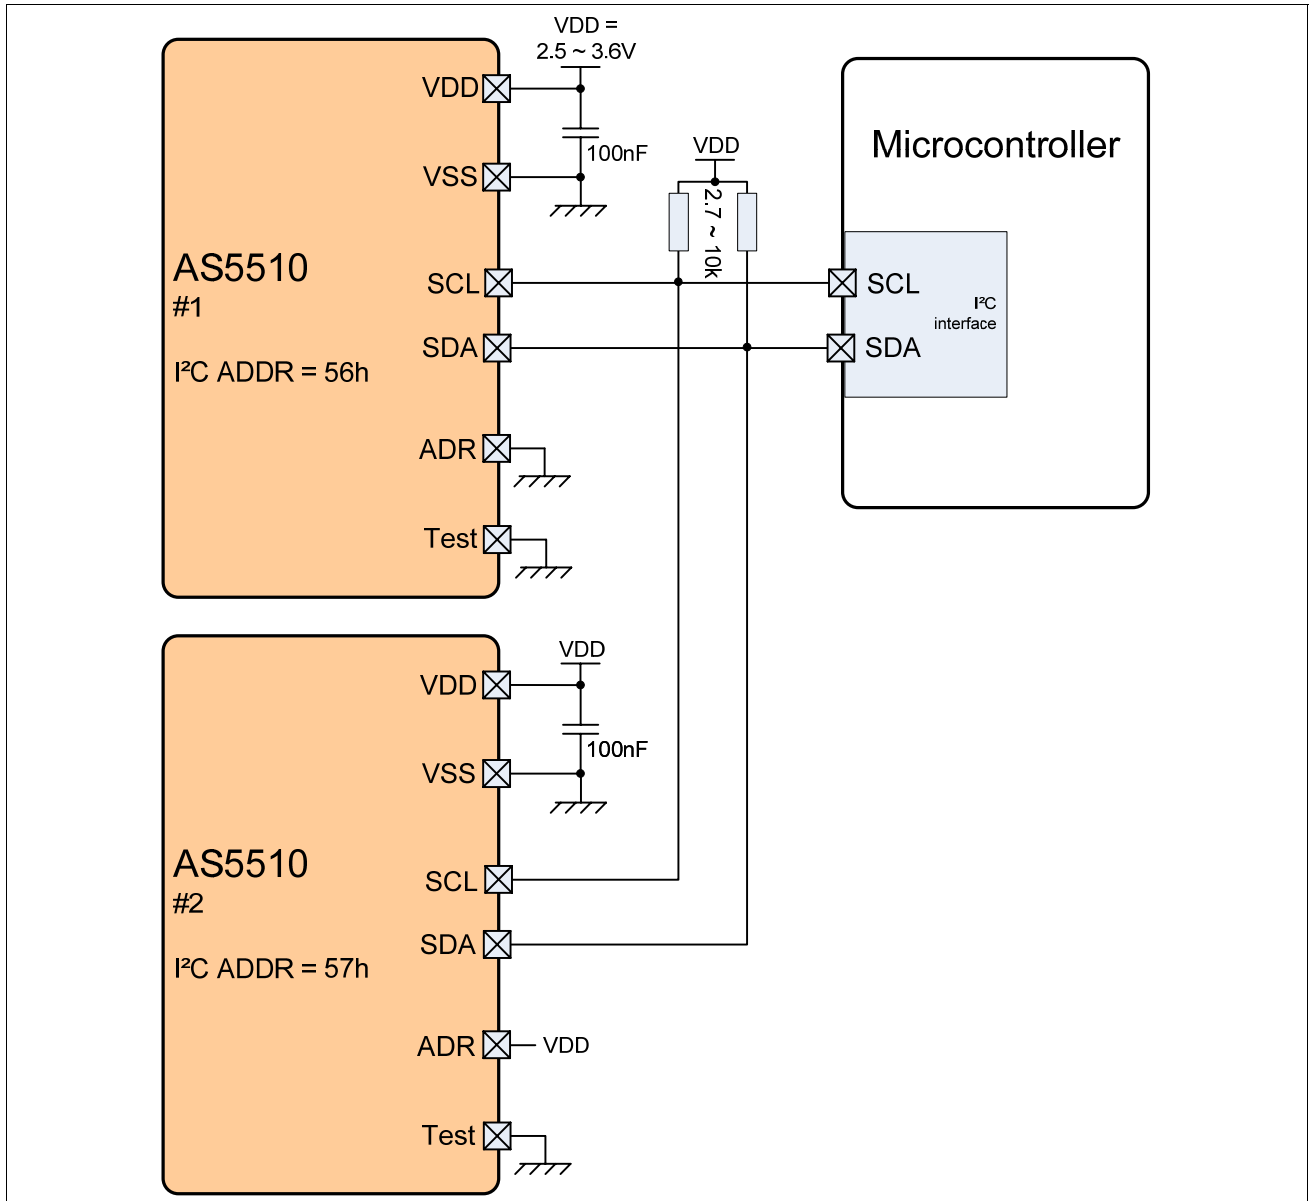 VDD =
2.5 ~ 3.6V
VDD
100nF
VSS
AS5510
#1
I²C ADDR = 56h
SCL
SDA
ADR
Test
VDD
2.7 ~ 10k
Microcontroller
SCL
SDA
I²C
interface
VDD
VDD
100nF
VSS
AS5510
#2
I²C ADDR = 57h
SCL
SDA
ADR
VDD
Test